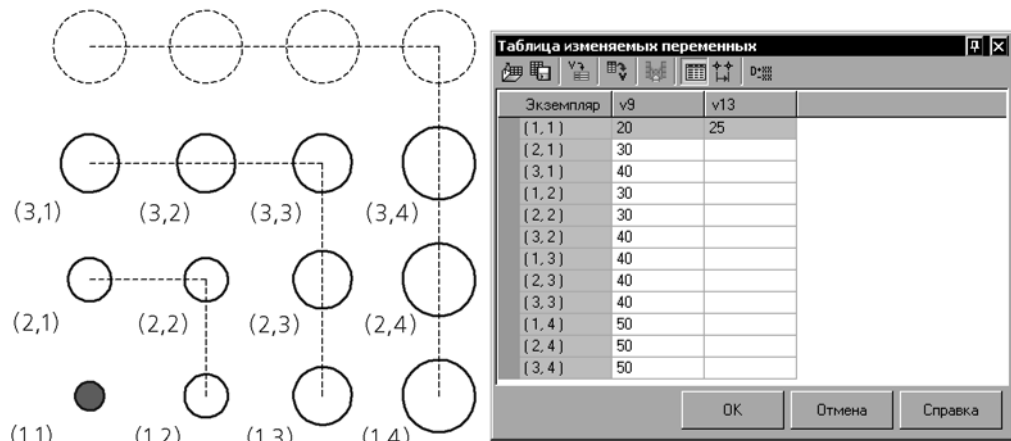 (3,1) (3,2) (3,3) (3,4)
(2,1) (2,2) (2,3) (2,4)
(1,1) (1,2) (1,3) (1,4)
Таблица изменяемых переменных
Экземпляр v9 v13
(1,1) 20 25
(2,1) 30
(3,1) 40
(1,2) 30
(2,2) 30
(3,2) 40
(1,3) 40
(2,3) 40
(3,3) 40
(1,4) 50
(2,4) 50
(3,4) 50
OK Отмена Справка